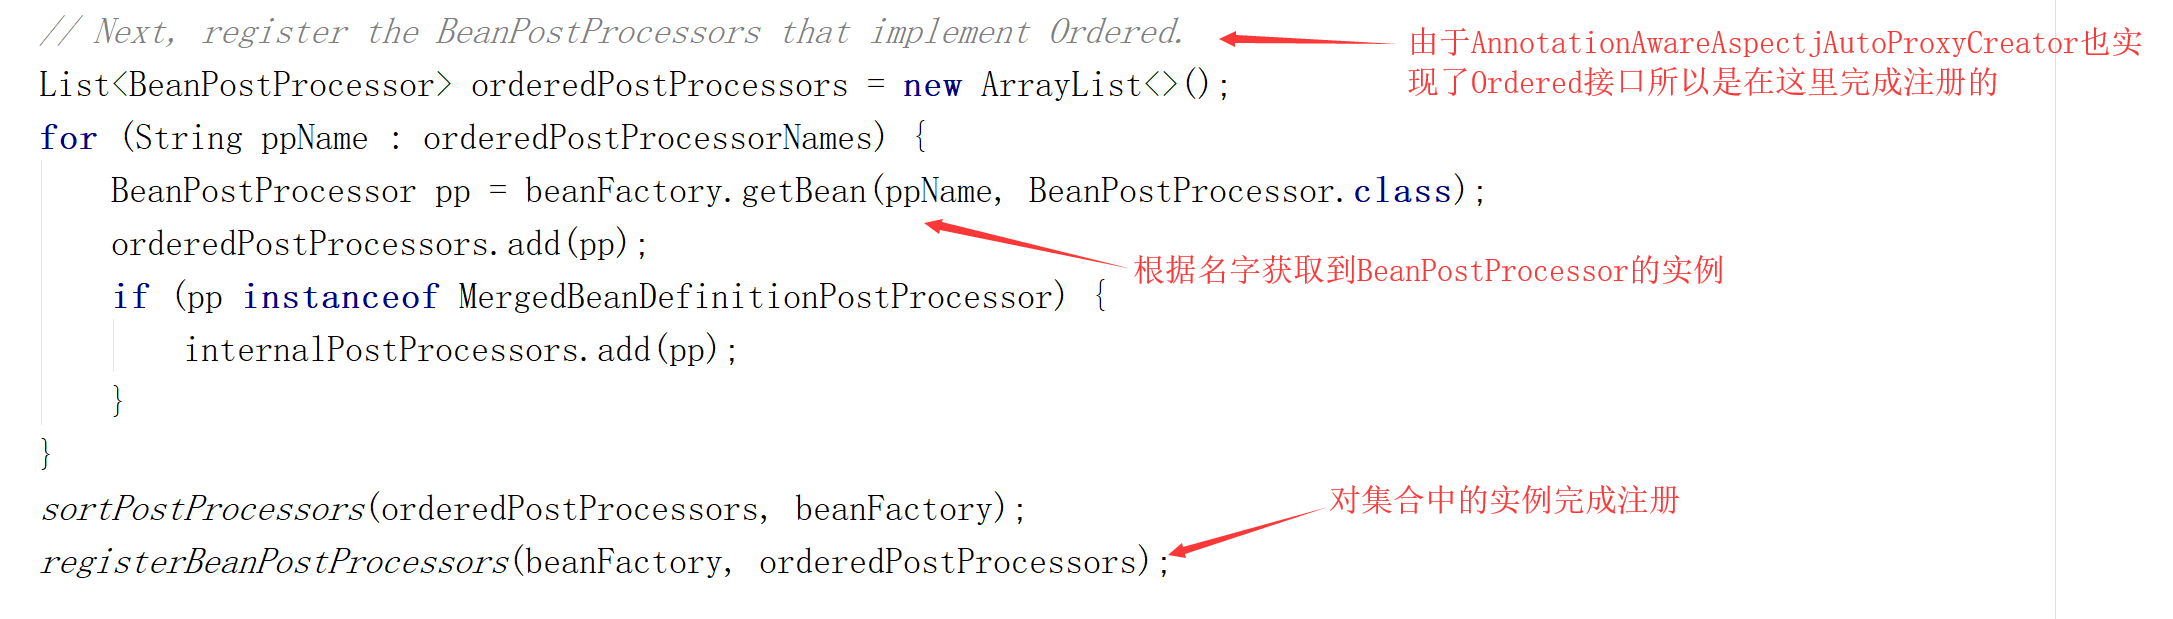 // Next, register the BeanPostProcessors that implement Ordered.
由于AnnotationAwareAspectjAutoProxyCreator也实
现了Ordered接口所以是在这里完成注册的
List<BeanPostProcessor> orderedPostProcessors = new ArrayList<>();
for (String ppName : orderedPostProcessorNames) {
BeanPostProcessor pp = beanFactory.getBean(ppName, BeanPostProcessor.class);
orderedPostProcessors.add(pp);
根据名字获取到BeanPostProcessor的实例
if (pp instanceof MergedBeanDefinitionPostProcessor) {
internalPostProcessors.add(pp);
}
}
sortPostProcessors(orderedPostProcessors, beanFactory);
对集合中的实例完成注册
registerBeanPostProcessors(beanFactory, orderedPostProcessors);